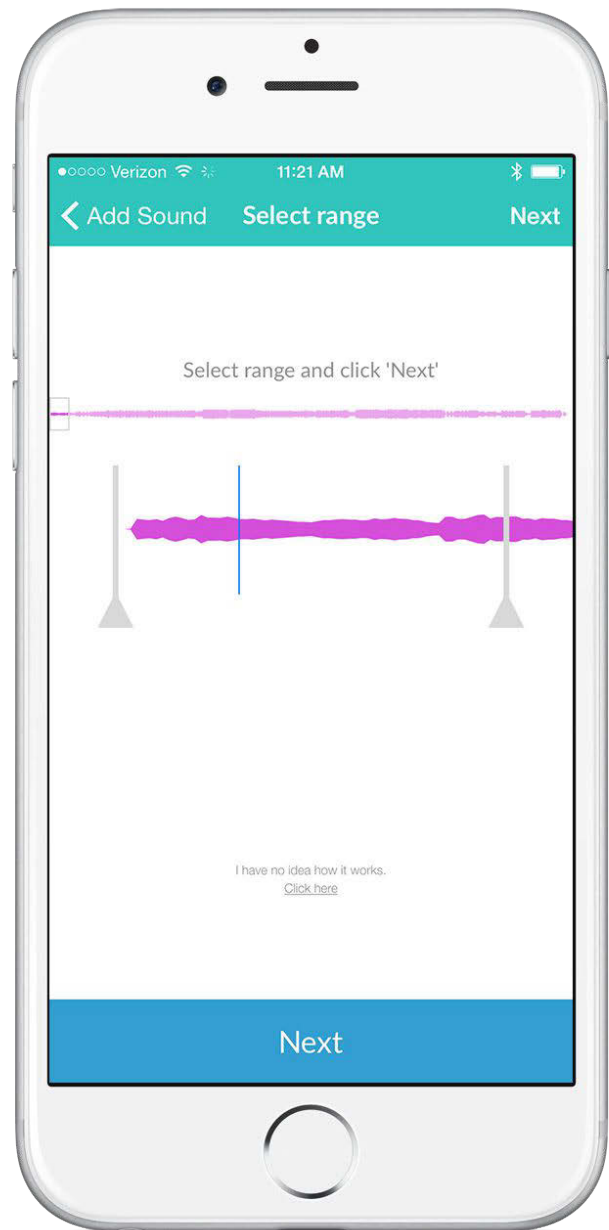 Verizon 11:21 AM
Add Sound Select range Next
Select range and click 'Next'
I have no idea how it works.
Click here
Next